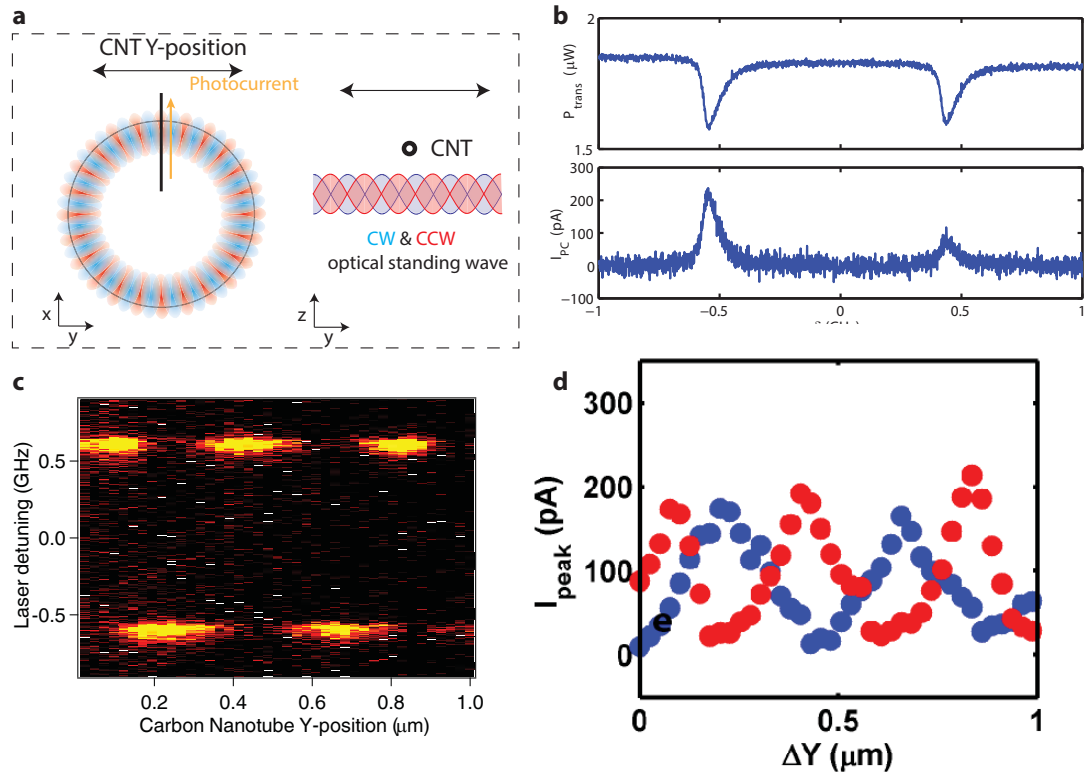 a
CNT Y-position
Photocurrent
CNT
CW & CCW
optical standing wave
x
y
z
y
b
2
1.5
P_trans (μW)
300
200
100
0
−100
I_PC (pA)
−1
−0.5
0
0.5
1
c
Laser detuning (GHz)
0.5
0.0
-0.5
0.2
0.4
0.6
0.8
1.0
Carbon Nanotube Y-position (μm)
d
300
200
100
0
I_peak (pA)
e
0
0.5
1
ΔY (μm)